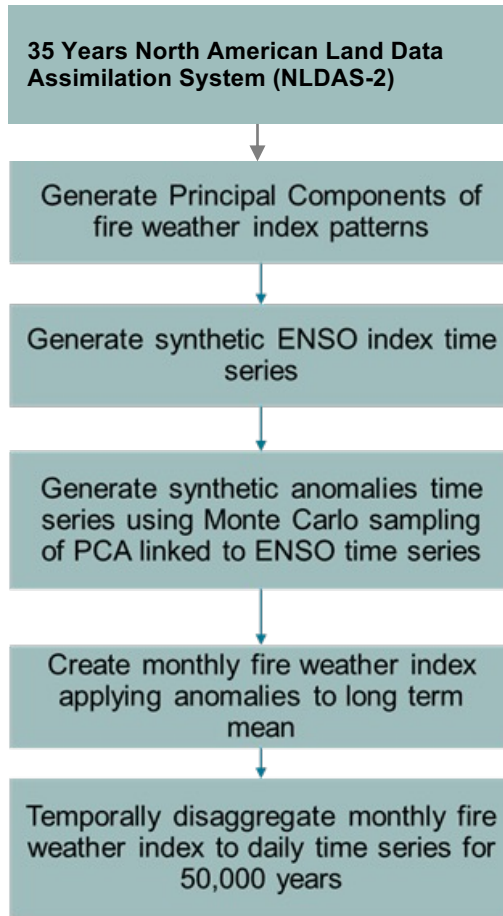 35 Years North American Land Data
Assimilation System (NLDAS-2)
Generate Principal Components of
fire weather index patterns
Generate synthetic ENSO index time
series
Generate synthetic anomalies time
series using Monte Carlo sampling
of PCA linked to ENSO time series
Create monthly fire weather index
applying anomalies to long term
mean
Temporally disaggregate monthly fire
weather index to daily time series for
50,000 years